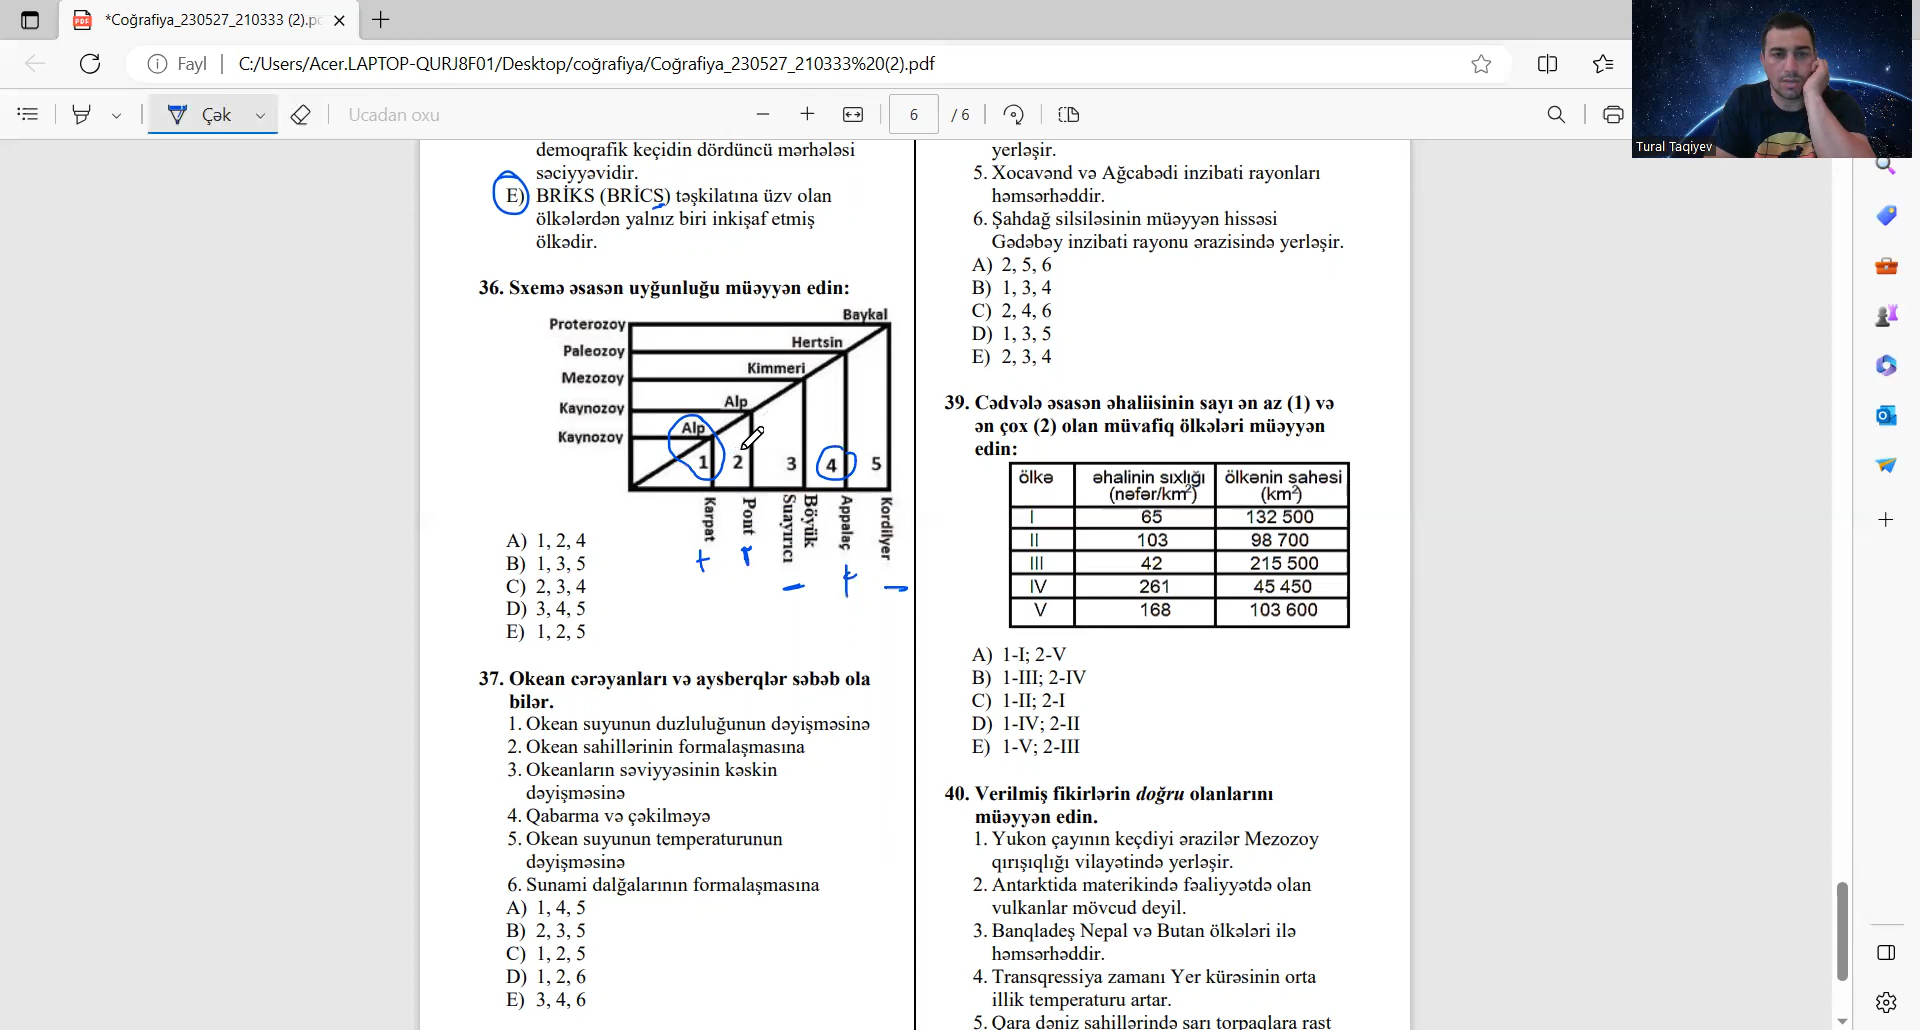 *Coğrafiya_230527_210333 (2).pd
Fayl
C:/Users/Acer.LAPTOP-QURJ8F01/Desktop/coğrafiya/Coğrafiya_230527_210333%20(2).pdf
Çək
Ucadan oxu
6
/ 6
Tural Taqiyev
demoqrafik keçidin dördüncü mərhələsi
səciyyəvidir.
E) BRİKS (BRİCS) təşkilatına üzv olan
ölkələrdən yalnız biri inkişaf etmiş
ölkədir.
36. Sxemə əsasən uyğunluğu müəyyən edin:
Baykal
Proterozoy
Hertsin
Paleozoy
Kimmeri
Mezozoy
Alp
Kaynozoy
Alp
Kaynozoy
1 2 3 4 5
Karpat
Pont
Böyük
Suayırıcı
Appalaç
Kordilyer
A) 1, 2, 4
B) 1, 3, 5
C) 2, 3, 4
D) 3, 4, 5
E) 1, 2, 5
37. Okean cərəyanları və aysberqlər səbəb ola
bilər.
1. Okean suyunun duzluluğunun dəyişməsinə
2. Okean sahillərinin formalaşmasına
3. Okeanların səviyyəsinin kəskin
dəyişməsinə
4. Qabarma və çəkilməyə
5. Okean suyunun temperaturunun
dəyişməsinə
6. Sunami dalğalarının formalaşmasına
A) 1, 4, 5
B) 2, 3, 5
C) 1, 2, 5
D) 1, 2, 6
E) 3, 4, 6
yerləşir.
5. Xocavənd və Ağcabədi inzibati rayonları
həmsərhəddir.
6. Şahdağ silsiləsinin müəyyən hissəsi
Gədəbəy inzibati rayonu ərazisində yerləşir.
A) 2, 5, 6
B) 1, 3, 4
C) 2, 4, 6
D) 1, 3, 5
E) 2, 3, 4
39. Cədvələ əsasən əhaliisinin sayı ən az (1) və
ən çox (2) olan müvafiq ölkələri müəyyən
edin:
ölkə əhalinin sıxlığı (nəfər/km²) ölkənin sahəsi (km²)
I 65 132 500
II 103 98 700
III 42 215 500
IV 261 45 450
V 168 103 600
A) 1-I; 2-V
B) 1-III; 2-IV
C) 1-II; 2-I
D) 1-IV; 2-II
E) 1-V; 2-III
40. Verilmiş fikirlərin doğru olanlarını
müəyyən edin.
1. Yukon çayının keçdiyi ərazilər Mezozoy
qırışıqlığı vilayətində yerləşir.
2. Antarktida materikində fəaliyyətdə olan
vulkanlar mövcud deyil.
3. Banqladeş Nepal və Butan ölkələri ilə
həmsərhəddir.
4. Transqressiya zamanı Yer kürəsinin orta
illik temperaturu artar.
5. Qara dəniz sahillərində sarı torpaqlara rast